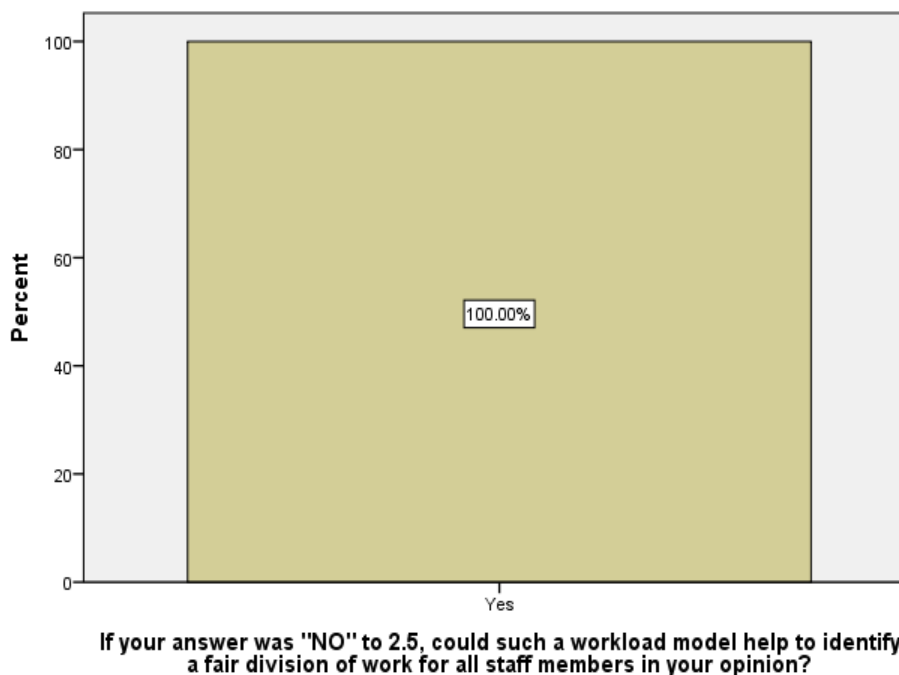 100
80
60
40
20
0
Percent
100.00%
Yes
If your answer was "NO" to 2.5, could such a workload model help to identify
a fair division of work for all staff members in your opinion?